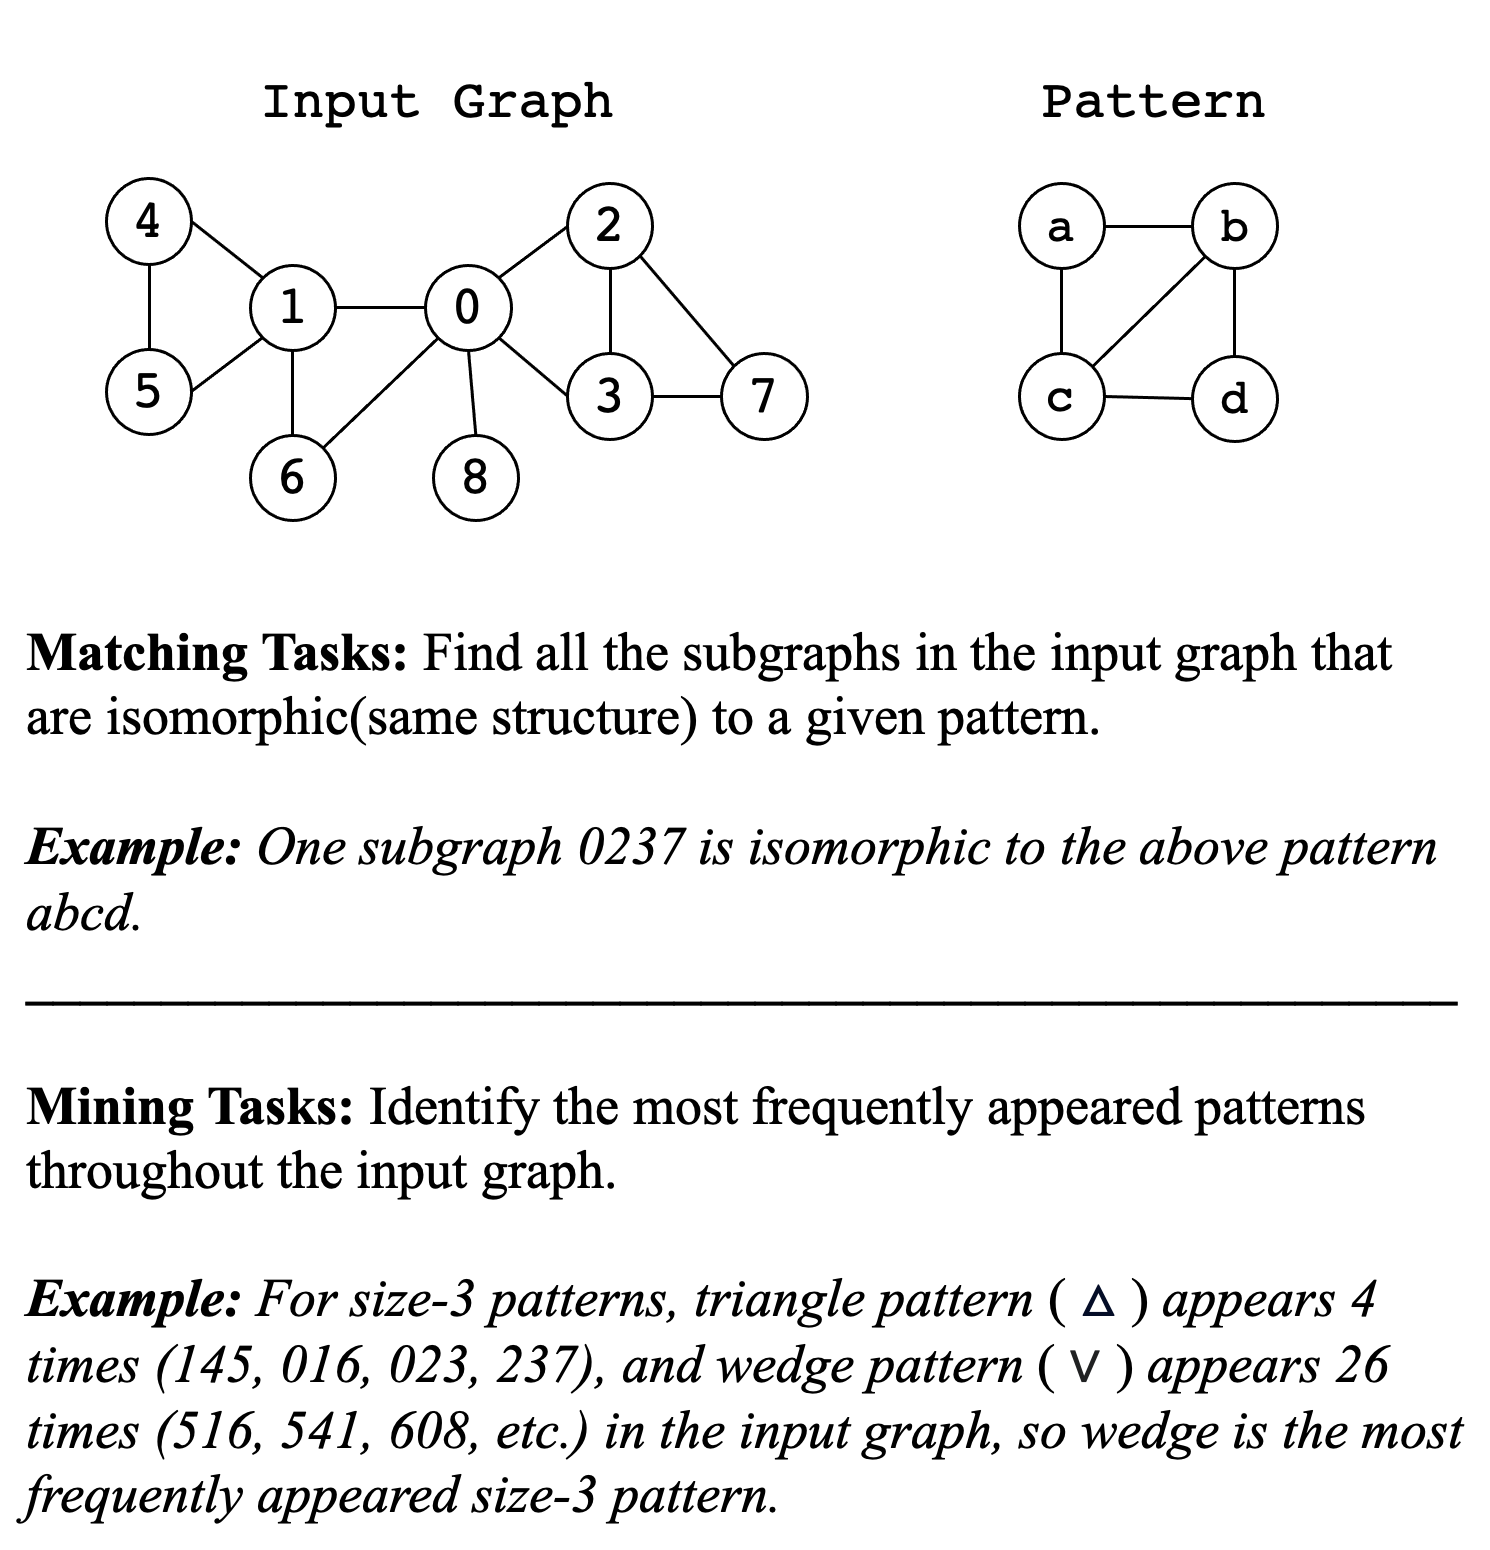 Input Graph
Pattern
4
2
a
b
1
0
5
3
7
c
d
6
8
Matching Tasks: Find all the subgraphs in the input graph that
are isomorphic(same structure) to a given pattern.
Example: One subgraph 0237 is isomorphic to the above pattern
abcd.
Mining Tasks: Identify the most frequently appeared patterns
throughout the input graph.
Example: For size-3 patterns, triangle pattern ( △ ) appears 4
times (145, 016, 023, 237), and wedge pattern ( ∨ ) appears 26
times (516, 541, 608, etc.) in the input graph, so wedge is the most
frequently appeared size-3 pattern.